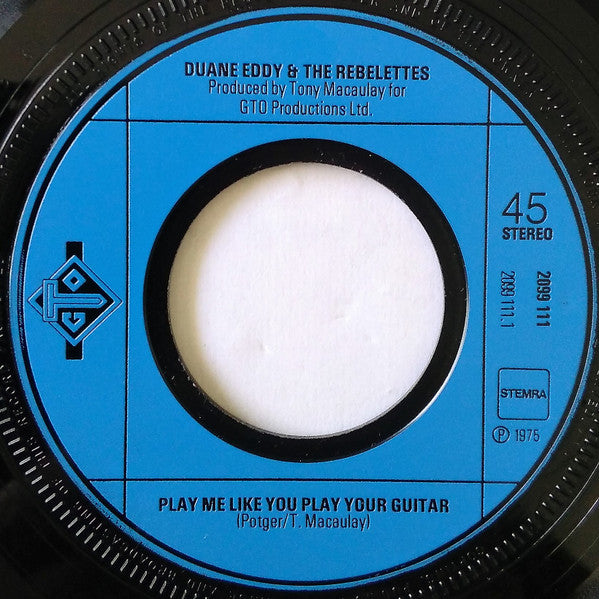 DUANE EDDY & THE REBELETTES
Produced by Tony Macaulay for
GTO Productions Ltd.
GTO
45
STEREO
2099 111
2099 111.1
STEMRA
Ⓟ 1975
PLAY ME LIKE YOU PLAY YOUR GUITAR
(Potger/T. Macaulay)